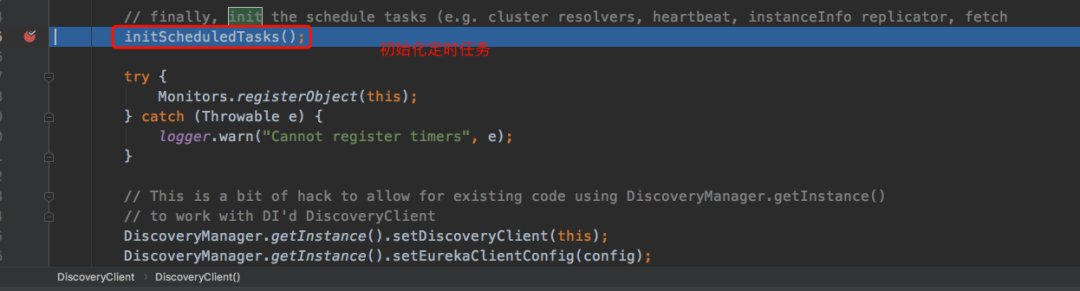 // finally, init the schedule tasks (e.g. cluster resolvers, heartbeat, instanceInfo replicator, fetch
initScheduledTasks();
初始化定时任务
try {
Monitors.registerObject(this);
} catch (Throwable e) {
logger.warn("Cannot register timers", e);
}
// This is a bit of hack to allow for existing code using DiscoveryManager.getInstance()
// to work with DI'd DiscoveryClient
DiscoveryManager.getInstance().setDiscoveryClient(this);
DiscoveryManager.getInstance().setEurekaClientConfig(config);
DiscoveryClient › DiscoveryClient()